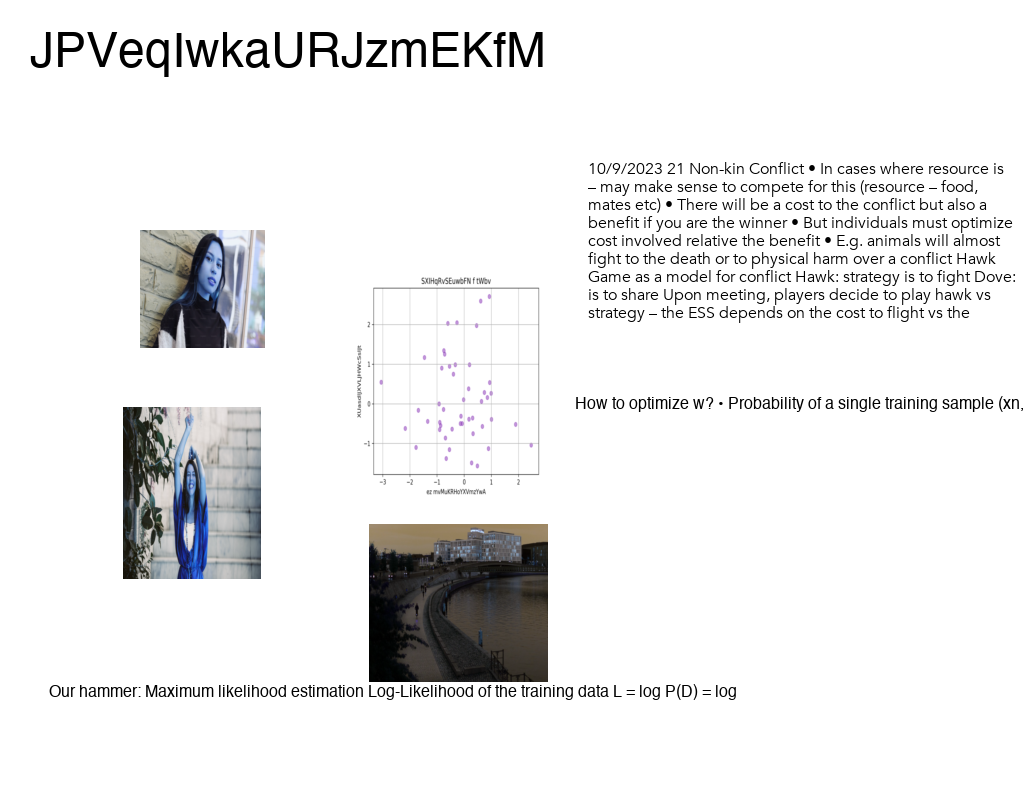 JPVeqIwkaURJzmEKfM
10/9/2023 21 Non-kin Conflict • In cases where resource is
– may make sense to compete for this (resource – food,
mates etc) • There will be a cost to the conflict but also a
benefit if you are the winner • But individuals must optimize
cost involved relative the benefit • E.g. animals will almost
fight to the death or to physical harm over a conflict Hawk
Game as a model for conflict Hawk: strategy is to fight Dove:
is to share Upon meeting, players decide to play hawk vs
strategy – the ESS depends on the cost to flight vs the
SXIHqRvSEuwbFN f tWbv
2
1
0
−1
−3
−2
−1
0
1
2
ez mvMuKRHoYXVmzYwA
How to optimize w? • Probability of a single training sample (xn,
Our hammer: Maximum likelihood estimation Log-Likelihood of the training data L = log P(D) = log